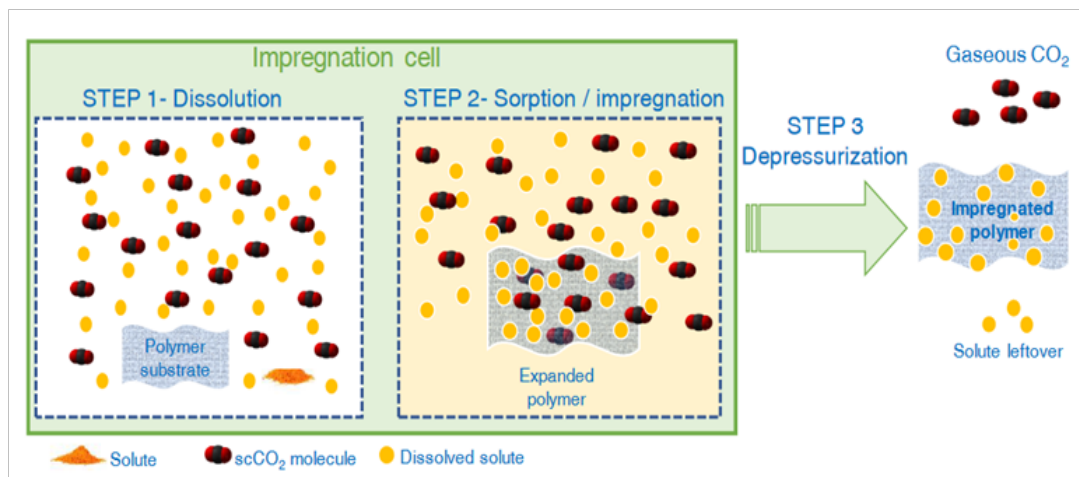 Impregnation cell
STEP 1- Dissolution
STEP 2- Sorption / impregnation
Polymer
substrate
Expanded
polymer
STEP 3
Depressurization
Gaseous CO₂
Impregnated
polymer
Solute leftover
Solute
scCO₂ molecule
Dissolved solute